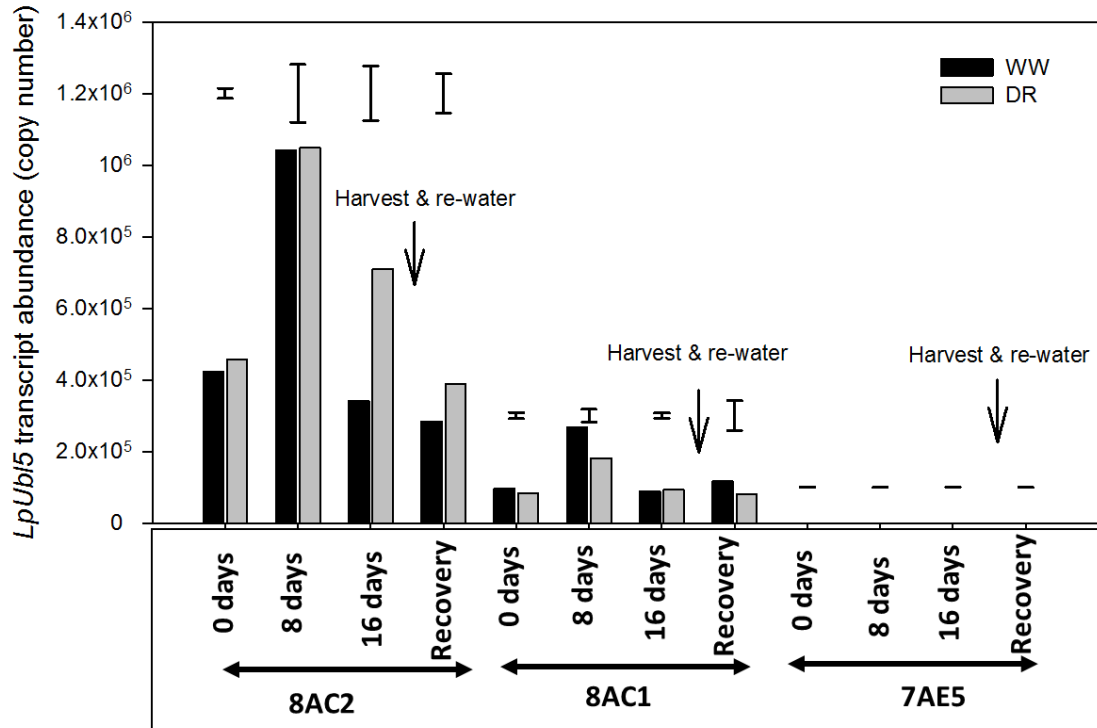 LpUbl5 transcript abundance (copy number)
1.4x10⁶
1.2x10⁶
10⁶
8.0x10⁵
6.0x10⁵
4.0x10⁵
2.0x10⁵
0
WW
DR
Harvest & re-water
Harvest & re-water
Harvest & re-water
0 days
8 days
16 days
Recovery
0 days
8 days
16 days
Recovery
0 days
8 days
16 days
Recovery
8AC2
8AC1
7AE5